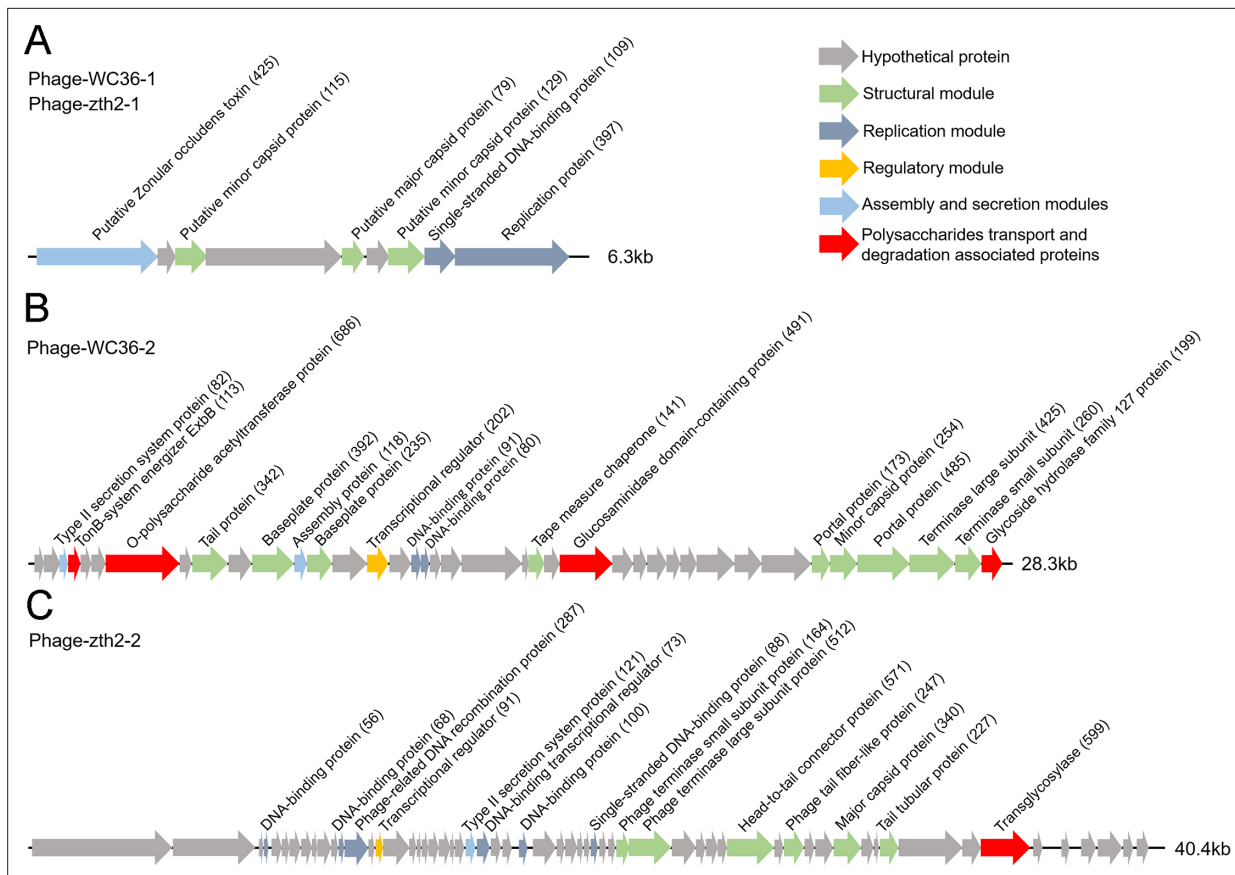 A
Phage-WC36-1
Phage-zth2-1
Putative Zonular occludens toxin (425)
Putative minor capsid protein (115)
Putative major capsid protein (79)
Putative minor capsid protein (129)
Single-stranded DNA-binding protein (109)
Replication protein (397)
6.3kb
Hypothetical protein
Structural module
Replication module
Regulatory module
Assembly and secretion modules
Polysaccharides transport and
degradation associated proteins
B
Phage-WC36-2
Type II secretion system protein (82)
TonB-system energizer ExbB (113)
O-polysaccharide acetyltransferase protein (686)
Tail protein (342)
Baseplate protein (392)
Assembly protein (118)
Baseplate protein (235)
Transcriptional regulator (202)
DNA-binding protein (91)
DNA-binding protein (80)
Tape measure chaperone (141)
Glucosaminidase domain-containing protein (491)
Portal protein (173)
Minor capsid protein (254)
Portal protein (485)
Terminase large subunit (425)
Terminase small subunit (260)
Glycoside hydrolase family 127 protein (199)
28.3kb
C
Phage-zth2-2
DNA-binding protein (56)
DNA-binding protein (68)
Phage-related DNA recombination protein (287)
Transcriptional regulator (91)
Type II secretion system protein (121)
DNA-binding transcriptional regulator (73)
DNA-binding protein (100)
Single-stranded DNA-binding protein (88)
Phage terminase small subunit protein (164)
Phage terminase large subunit protein (512)
Head-to-tail connector protein (571)
Phage tail fiber-like protein (247)
Major capsid protein (340)
Tail tubular protein (227)
Transglycosylase (599)
40.4kb